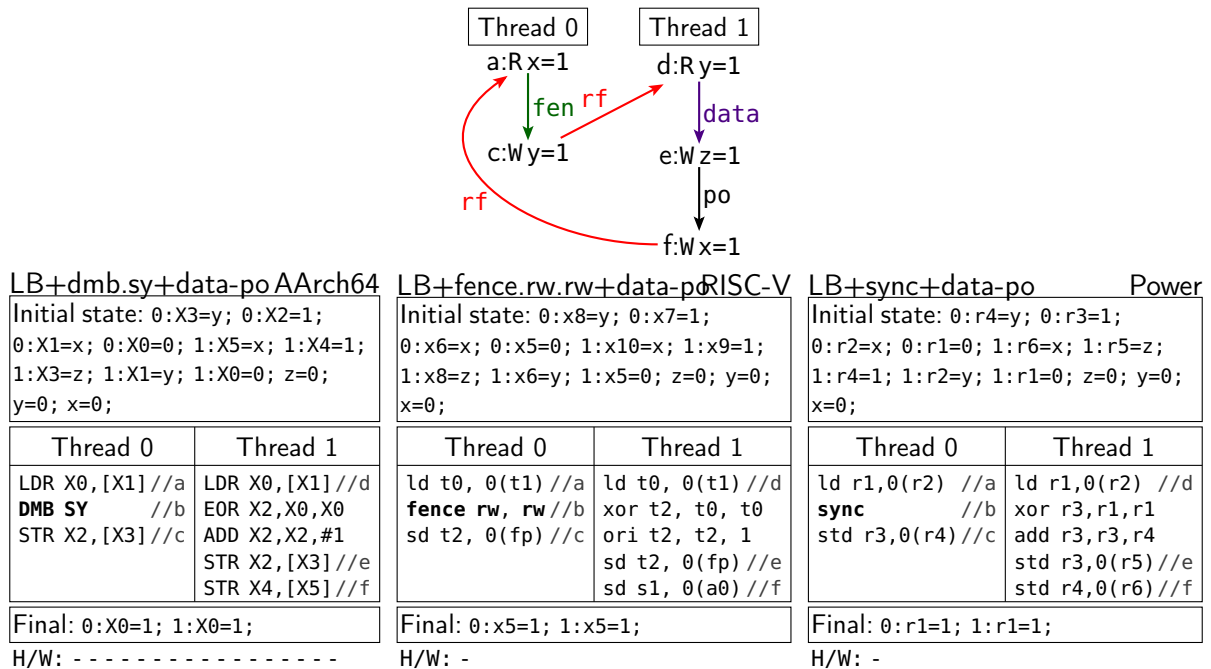 Thread 0 Thread 1
a:R x=1 d:R y=1
fen rf data
c:W y=1 e:W z=1
rf po
f:W x=1
LB+dmb.sy+data-po AArch64
Initial state: 0:X3=y; 0:X2=1;
0:X1=x; 0:X0=0; 1:X5=x; 1:X4=1;
1:X3=z; 1:X1=y; 1:X0=0; z=0;
y=0; x=0;
Thread 0 Thread 1
LDR X0,[X1]//a LDR X0,[X1]//d
DMB SY //b EOR X2,X0,X0
STR X2,[X3]//c ADD X2,X2,#1
STR X2,[X3]//e
STR X4,[X5]//f
Final: 0:X0=1; 1:X0=1;
H/W: - - - - - - - - - - - - - - - - -
LB+fence.rw.rw+data-po RISC-V
Initial state: 0:x8=y; 0:x7=1;
0:x6=x; 0:x5=0; 1:x10=x; 1:x9=1;
1:x8=z; 1:x6=y; 1:x5=0; z=0; y=0;
x=0;
Thread 0 Thread 1
ld t0, 0(t1)//a ld t0, 0(t1)//d
fence rw, rw//b xor t2, t0, t0
sd t2, 0(fp)//c ori t2, t2, 1
sd t2, 0(fp)//e
sd s1, 0(a0)//f
Final: 0:x5=1; 1:x5=1;
H/W: -
LB+sync+data-po Power
Initial state: 0:r4=y; 0:r3=1;
0:r2=x; 0:r1=0; 1:r6=x; 1:r5=z;
1:r4=1; 1:r2=y; 1:r1=0; z=0; y=0;
x=0;
Thread 0 Thread 1
ld r1,0(r2) //a ld r1,0(r2) //d
sync //b xor r3,r1,r1
std r3,0(r4)//c add r3,r3,r4
std r3,0(r5)//e
std r4,0(r6)//f
Final: 0:r1=1; 1:r1=1;
H/W: -